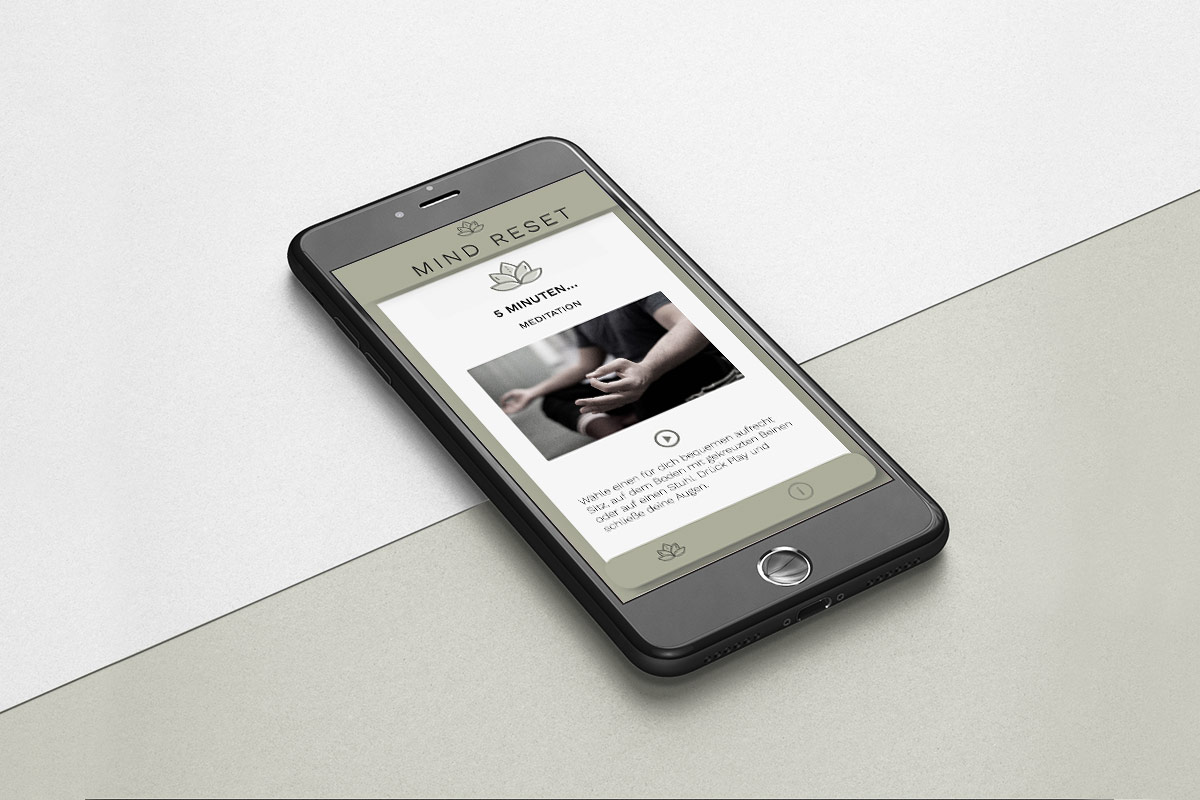 MIND RESET
5 MINUTEN...
MEDITATION
Wähle einen für dich bequemen aufrecht
Sitz, auf dem Boden mit gekreuzten Beinen
oder auf einen Stuhl. Drück Play und
schließe deine Augen.